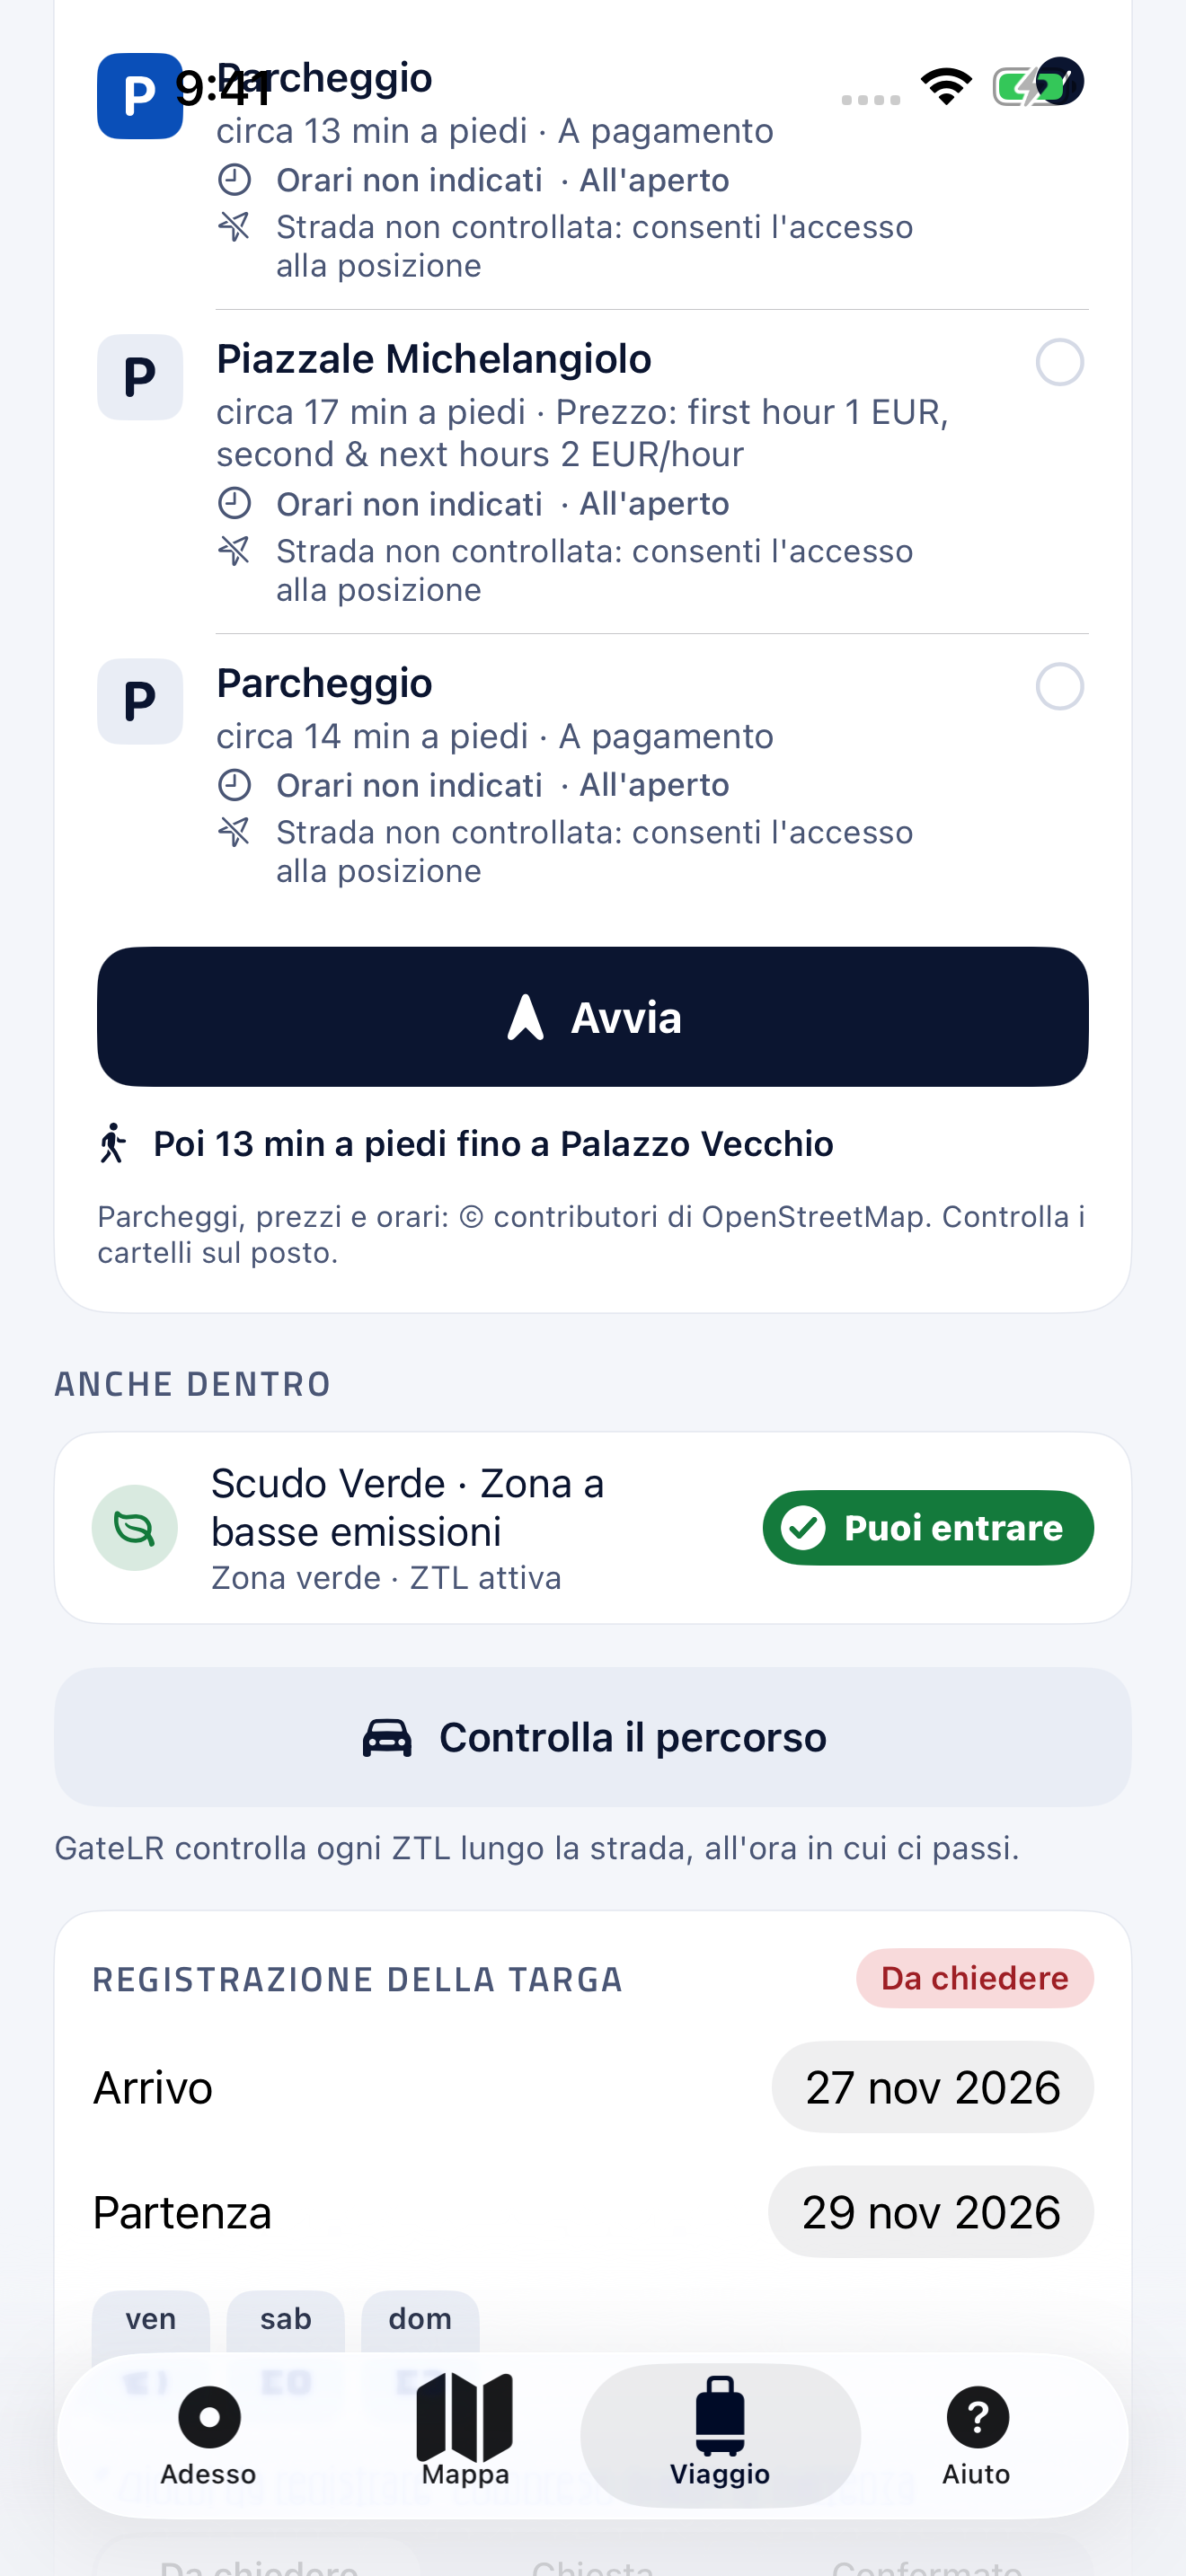 9:41
P
Parcheggio
circa 13 min a piedi · A pagamento
Orari non indicati · All'aperto
Strada non controllata: consenti l'accesso
alla posizione
P
Piazzale Michelangiolo
circa 17 min a piedi · Prezzo: first hour 1 EUR,
second & next hours 2 EUR/hour
Orari non indicati · All'aperto
Strada non controllata: consenti l'accesso
alla posizione
P
Parcheggio
circa 14 min a piedi · A pagamento
Orari non indicati · All'aperto
Strada non controllata: consenti l'accesso
alla posizione
Avvia
Poi 13 min a piedi fino a Palazzo Vecchio
Parcheggi, prezzi e orari: © contributori di OpenStreetMap. Controlla i
cartelli sul posto.
ANCHE DENTRO
Scudo Verde · Zona a
basse emissioni
Zona verde · ZTL attiva
Puoi entrare
Controlla il percorso
GateLR controlla ogni ZTL lungo la strada, all'ora in cui ci passi.
REGISTRAZIONE DELLA TARGA
Da chiedere
Arrivo
27 nov 2026
Partenza
29 nov 2026
ven sab dom
Adesso Mappa Viaggio Aiuto
Da chiedere Chiesta Confermato